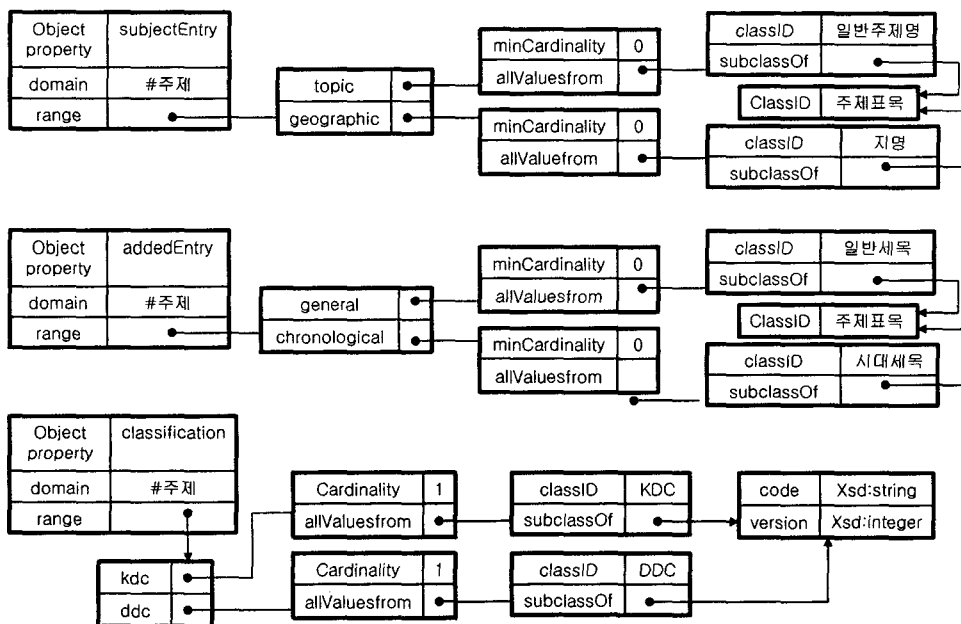 Object property subjectEntry
domain #주제
range
topic
geographic
minCardinality 0
allValuesfrom
minCardinality 0
allValuefrom
classID 일반주제명
subclassOf
ClassID 주제표목
classID 지명
subclassOf
Object property addedEntry
domain #주제
range
general
chronological
minCardinality 0
allValuesfrom
minCardinality 0
allValuesfrom
classID 일반세목
subclassOf
ClassID 주제표목
classID 시대세목
subclassOf
Object property classification
domain #주제
range
kdc
ddc
Cardinality 1
allValuesfrom
Cardinality 1
allValuesfrom
classID KDC
subclassOf
classID DDC
subclassOf
code Xsd:string
version Xsd:integer